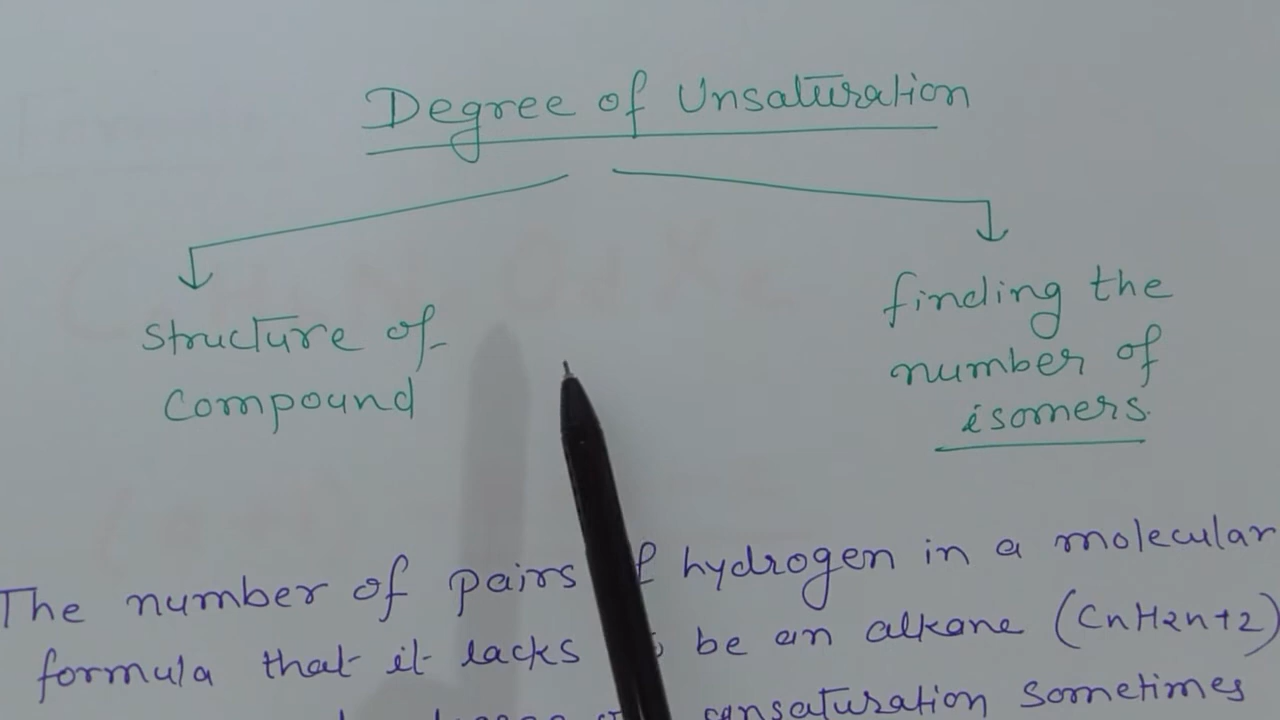 Degree of Unsaturation
Structure of
Compound
finding the
number of
isomers.
The number of pairs hydrogen in a molecular
formula that it lacks be an alkane (CnH2n+2)
sometimes